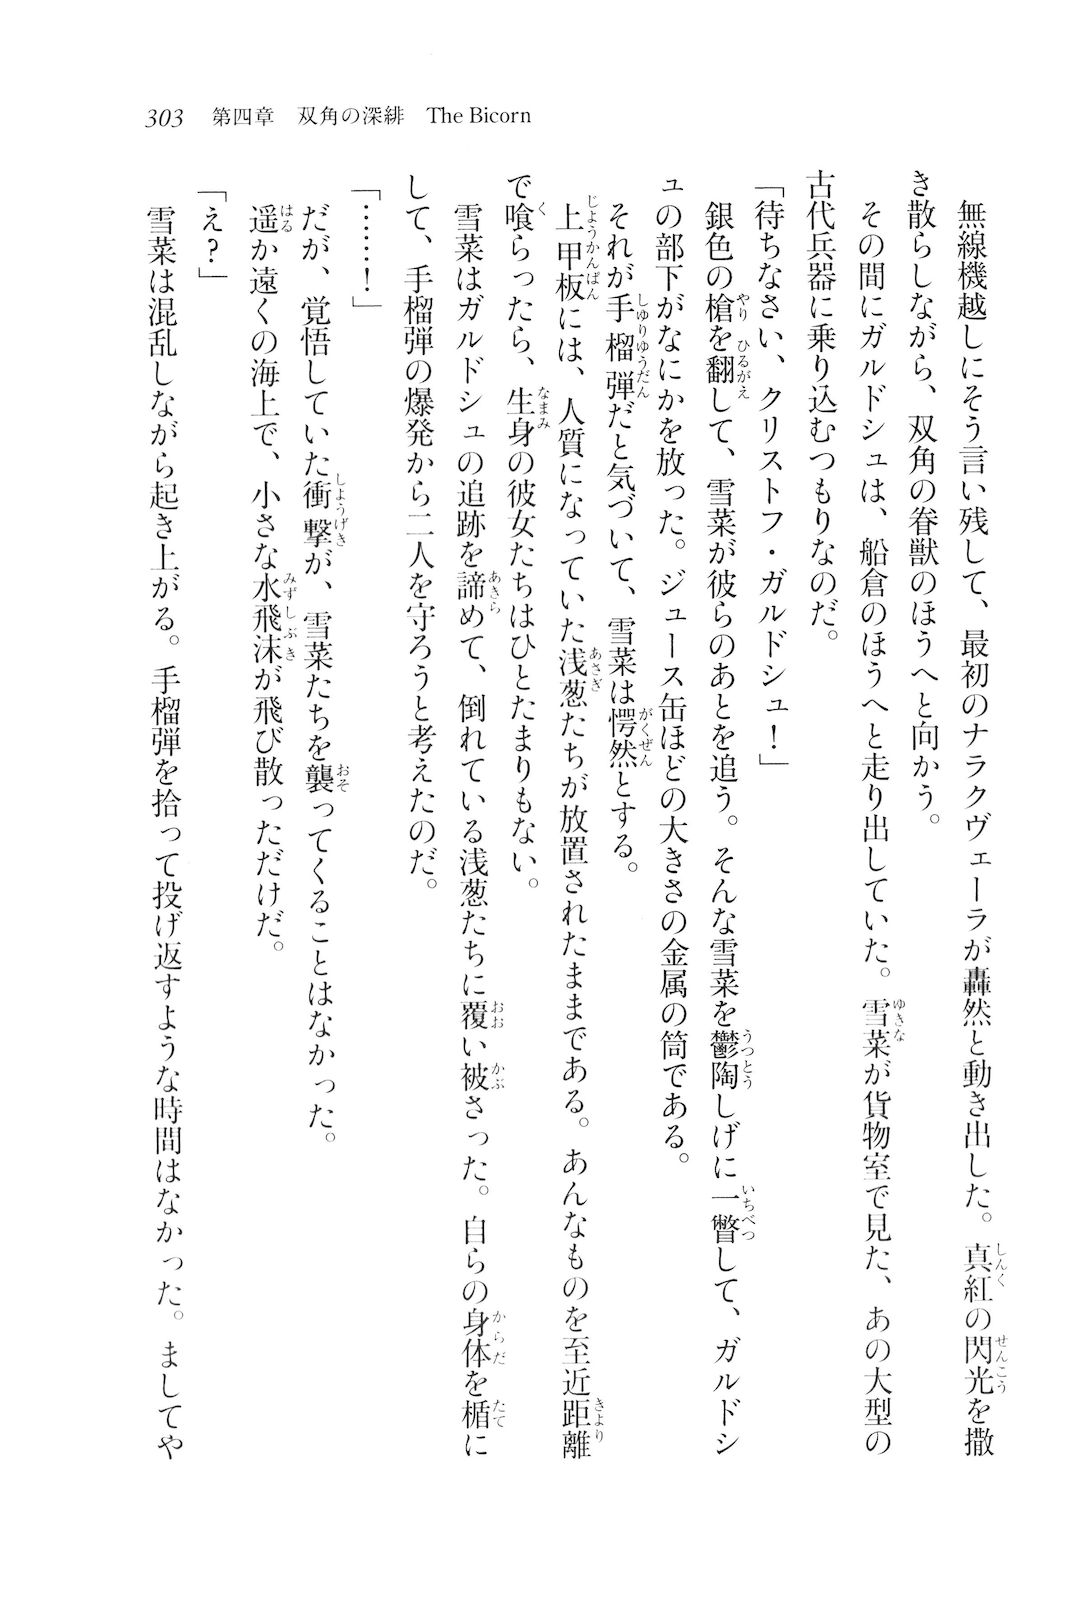 303 第四章 双角の深緋 The Bicorn
無線機越しにそう言い残して、最初のナラクヴェーラが轟然と動き出した。真紅の閃光を撒
き散らしながら、双角の眷獣のほうへと向かう。
その間にガルドシュは、船倉のほうへと走り出していた。雪菜が貨物室で見た、あの大型の
古代兵器に乗り込むつもりなのだ。
「待ちなさい、クリストフ・ガルドシュ！」
銀色の槍を翻して、雪菜が彼らのあとを追う。そんな雪菜を鬱陶しげに一瞥して、ガルドシ
ュの部下がなにかを放った。ジュース缶ほどの大きさの金属の筒である。
それが手榴弾だと気づいて、雪菜は愕然とする。
上甲板には、人質になっていた浅葱たちが放置されたままである。あんなものを至近距離
で喰らったら、生身の彼女たちはひとたまりもない。
雪菜はガルドシュの追跡を諦めて、倒れている浅葱たちに覆い被さった。自らの身体を楯に
して、手榴弾の爆発から二人を守ろうと考えたのだ。
「……！」
だが、覚悟していた衝撃が、雪菜たちを襲ってくることはなかった。
遥か遠くの海上で、小さな水飛沫が飛び散っただけだ。
「え？」
雪菜は混乱しながら起き上がる。手榴弾を拾って投げ返すような時間はなかった。ましてや